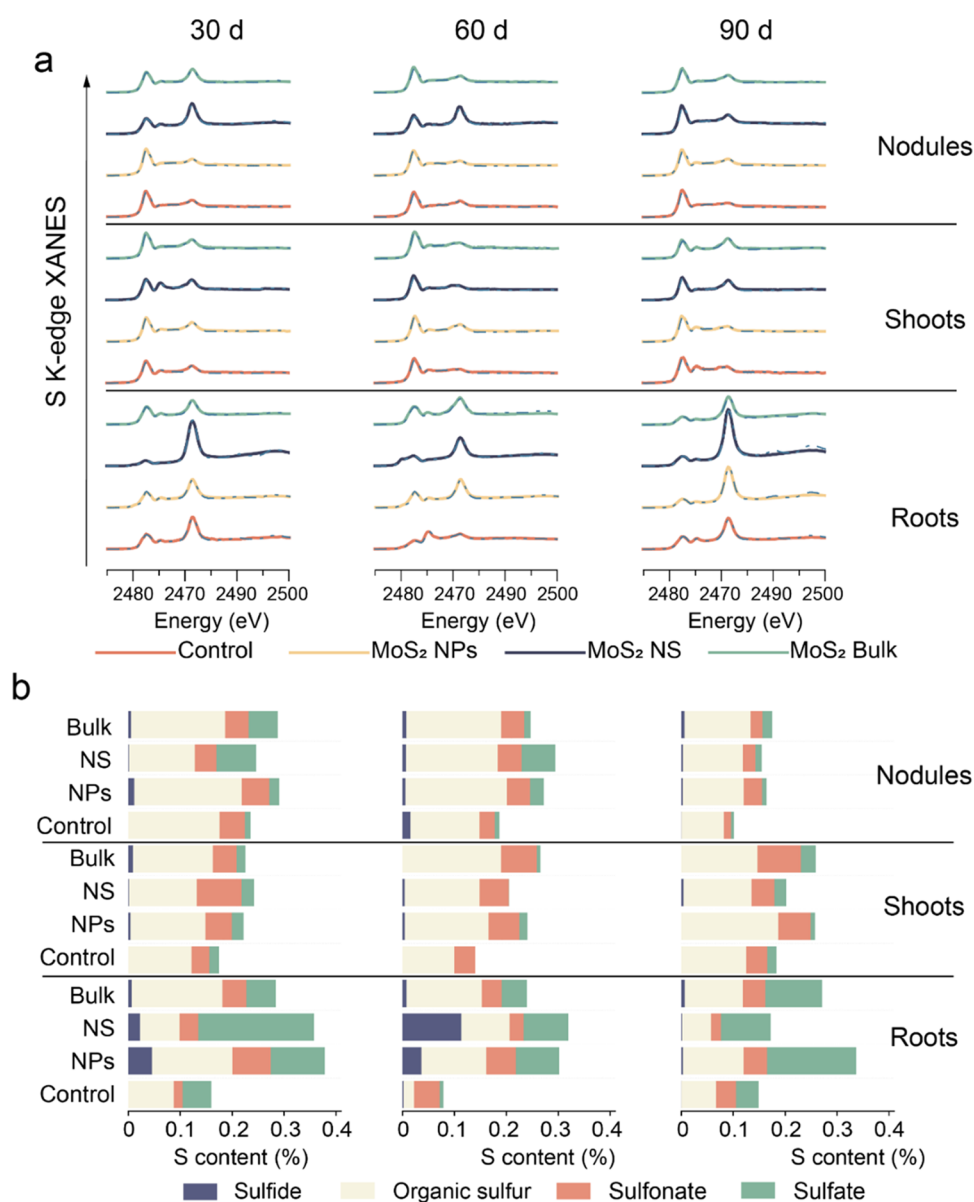 30 d 60 d 90 d
a
S K-edge XANES
Nodules
Shoots
Roots
2480 2470 2490 2500 2480 2470 2490 2500 2480 2470 2490 2500
Energy (eV) Energy (eV) Energy (eV)
Control MoS₂ NPs MoS₂ NS MoS₂ Bulk
b
Bulk
NS
Nodules
NPs
Control
Bulk
NS
Shoots
NPs
Control
Bulk
NS
Roots
NPs
Control
0 0.1 0.2 0.3 0.4 0 0.1 0.2 0.3 0.4 0 0.1 0.2 0.3 0.4
S content (%) S content (%) S content (%)
Sulfide Organic sulfur Sulfonate Sulfate